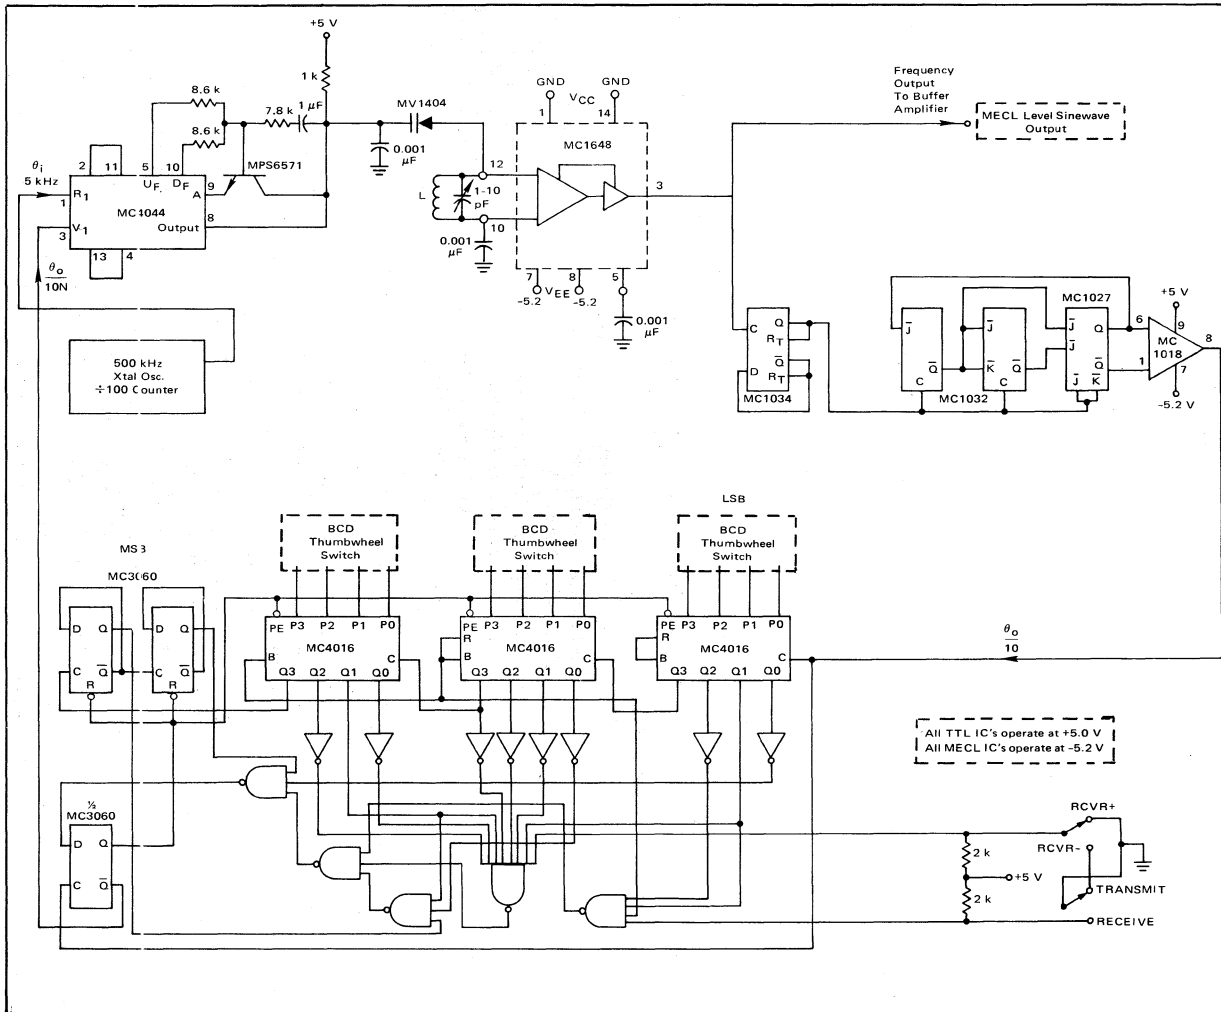 +5 V
1 k
8.6 k
7.8 k
1 μF
8.6 k
MPS6571
MV1404
0.001
μF
GND
GND
1
VCC
14
MC1648
12
3
L
1-10
pF
10
0.001
μF
7
8
5
-5.2
VEE
-5.2
0.001
μF
Frequency
Output
To Buffer
Amplifier
MECL Level Sinewave
Output
θi
5 kHz
2
11
5
10
UF
DF
9
A
R1
1
MC4044
8
V1
Output
3
13
4
θo
10N
500 kHz
Xtal Osc.
÷100 Counter
C
Q
RT
Q̅
D
RT
MC1034
J̅
Q̅
C
J̅
K̅
Q̅
C
MC1032
MC1027
J̅
Q
J̅
Q̅
J̅
K̅
+5 V
6
9
MC
1018
8
1
7
-5.2 V
LSB
BCD
Thumbwheel
Switch
BCD
Thumbwheel
Switch
BCD
Thumbwheel
Switch
MC3060
D
Q
C
Q̅
R
D
Q
C
Q̅
R
PE
P3
P2
P1
P0
MC4016
B
C
Q3
Q2
Q1
Q0
PE
P3
P2
P1
P0
R
MC4016
B
C
Q3
Q2
Q1
Q0
PE
P3
P2
P1
P0
R
MC4016
B
C
Q3
Q2
Q1
Q0
θo
10
All TTL IC's operate at +5.0 V
All MECL IC's operate at -5.2 V
½
MC3060
D
Q
C
Q̅
2 k
+5 V
2 k
RCVR+
RCVR-
TRANSMIT
RECEIVE